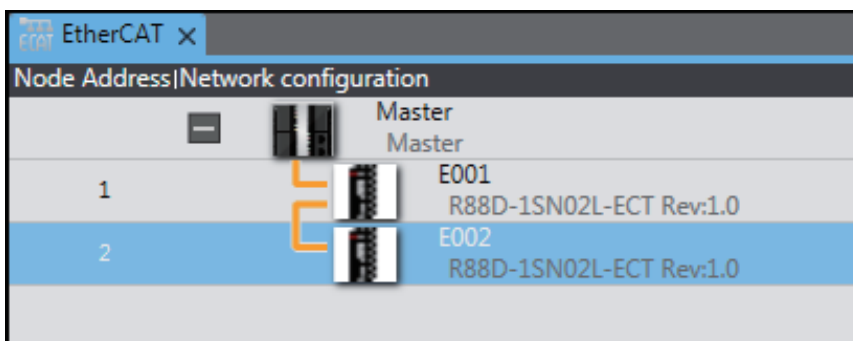 ECAT EtherCAT ×
Node Address|Network configuration
Master
Master
1 E001
R88D-1SN02L-ECT Rev:1.0
2 E002
R88D-1SN02L-ECT Rev:1.0